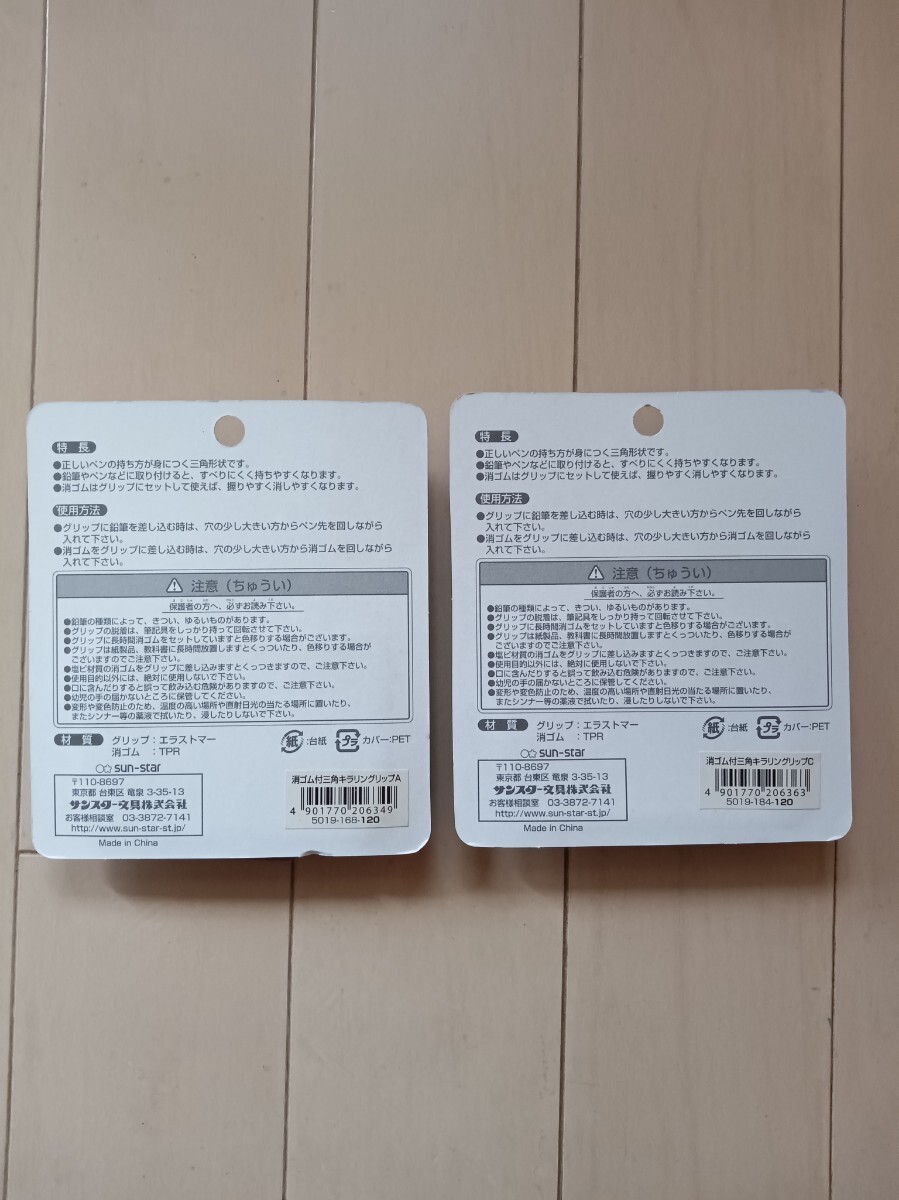 特長
●正しいペンの持ち方が身につく三角形状です。
●鉛筆やペンなどに取り付けると、すべりにくく持ちやすくなります。
●消ゴムはグリップにセットして使えば、握りやすく消しやすくなります。
使用方法
●グリップに鉛筆を差し込む時は、穴の少し大きい方からペン先を回しながら
入れて下さい。
●消ゴムをグリップに差し込む時は、穴の少し大きい方から消ゴムを回しながら
入れて下さい。
注意（ちゅうい）
保護者の方へ、必ずお読み下さい。
●鉛筆の種類によって、きつい、ゆるいものがあります。
●グリップの脱着は、筆記具をしっかり持って回転させて下さい。
●グリップに長時間消ゴムをセットしていますと色移りする場合がございます。
●グリップは紙製品、教科書に長時間放置しますとくっついたり、色移りする場合が
ございますのでご注意下さい。
●塩ビ材質の消ゴムをグリップに差し込みますとくっつきますので、ご注意下さい。
●使用目的以外には、絶対に使用しないで下さい。
●口に含んだりすると誤って飲み込む危険がありますので、ご注意下さい。
●幼児の手の届かないところに保管してください。
●変形や変色防止のため、温度の高い場所や直射日光の当たる場所に置いたり、
またシンナー等の薬液で拭いたり、浸したりしないで下さい。
材質 グリップ：エラストマー
消ゴム ：TPR
紙 :台紙 プラ カバー:PET
sun-star
〒110-8697
東京都 台東区 竜泉 3-35-13
サンスター文具株式会社
お客様相談室 03-3872-7141
http://www.sun-star-st.jp/
Made in China
消ゴム付三角キラリングリップA
4 901770 206349
5019-168-120
特長
●正しいペンの持ち方が身につく三角形状です。
●鉛筆やペンなどに取り付けると、すべりにくく持ちやすくなります。
●消ゴムはグリップにセットして使えば、握りやすく消しやすくなります。
使用方法
●グリップに鉛筆を差し込む時は、穴の少し大きい方からペン先を回しながら
入れて下さい。
●消ゴムをグリップに差し込む時は、穴の少し大きい方から消ゴムを回しながら
入れて下さい。
注意（ちゅうい）
保護者の方へ、必ずお読み下さい。
●鉛筆の種類によって、きつい、ゆるいものがあります。
●グリップの脱着は、筆記具をしっかり持って回転させて下さい。
●グリップに長時間消ゴムをセットしていますと色移りする場合がございます。
●グリップは紙製品、教科書に長時間放置しますとくっついたり、色移りする場合が
ございますのでご注意下さい。
●塩ビ材質の消ゴムをグリップに差し込みますとくっつきますので、ご注意下さい。
●使用目的以外には、絶対に使用しないで下さい。
●口に含んだりすると誤って飲み込む危険がありますので、ご注意下さい。
●幼児の手の届かないところに保管してください。
●変形や変色防止のため、温度の高い場所や直射日光の当たる場所に置いたり、
またシンナー等の薬液で拭いたり、浸したりしないで下さい。
材質 グリップ：エラストマー
消ゴム ：TPR
紙 :台紙 プラ カバー:PET
sun-star
〒110-8697
東京都 台東区 竜泉 3-35-13
サンスター文具株式会社
お客様相談室 03-3872-7141
http://www.sun-star-st.jp/
Made in China
消ゴム付三角キラリングリップC
4 901770 206363
5019-184-120